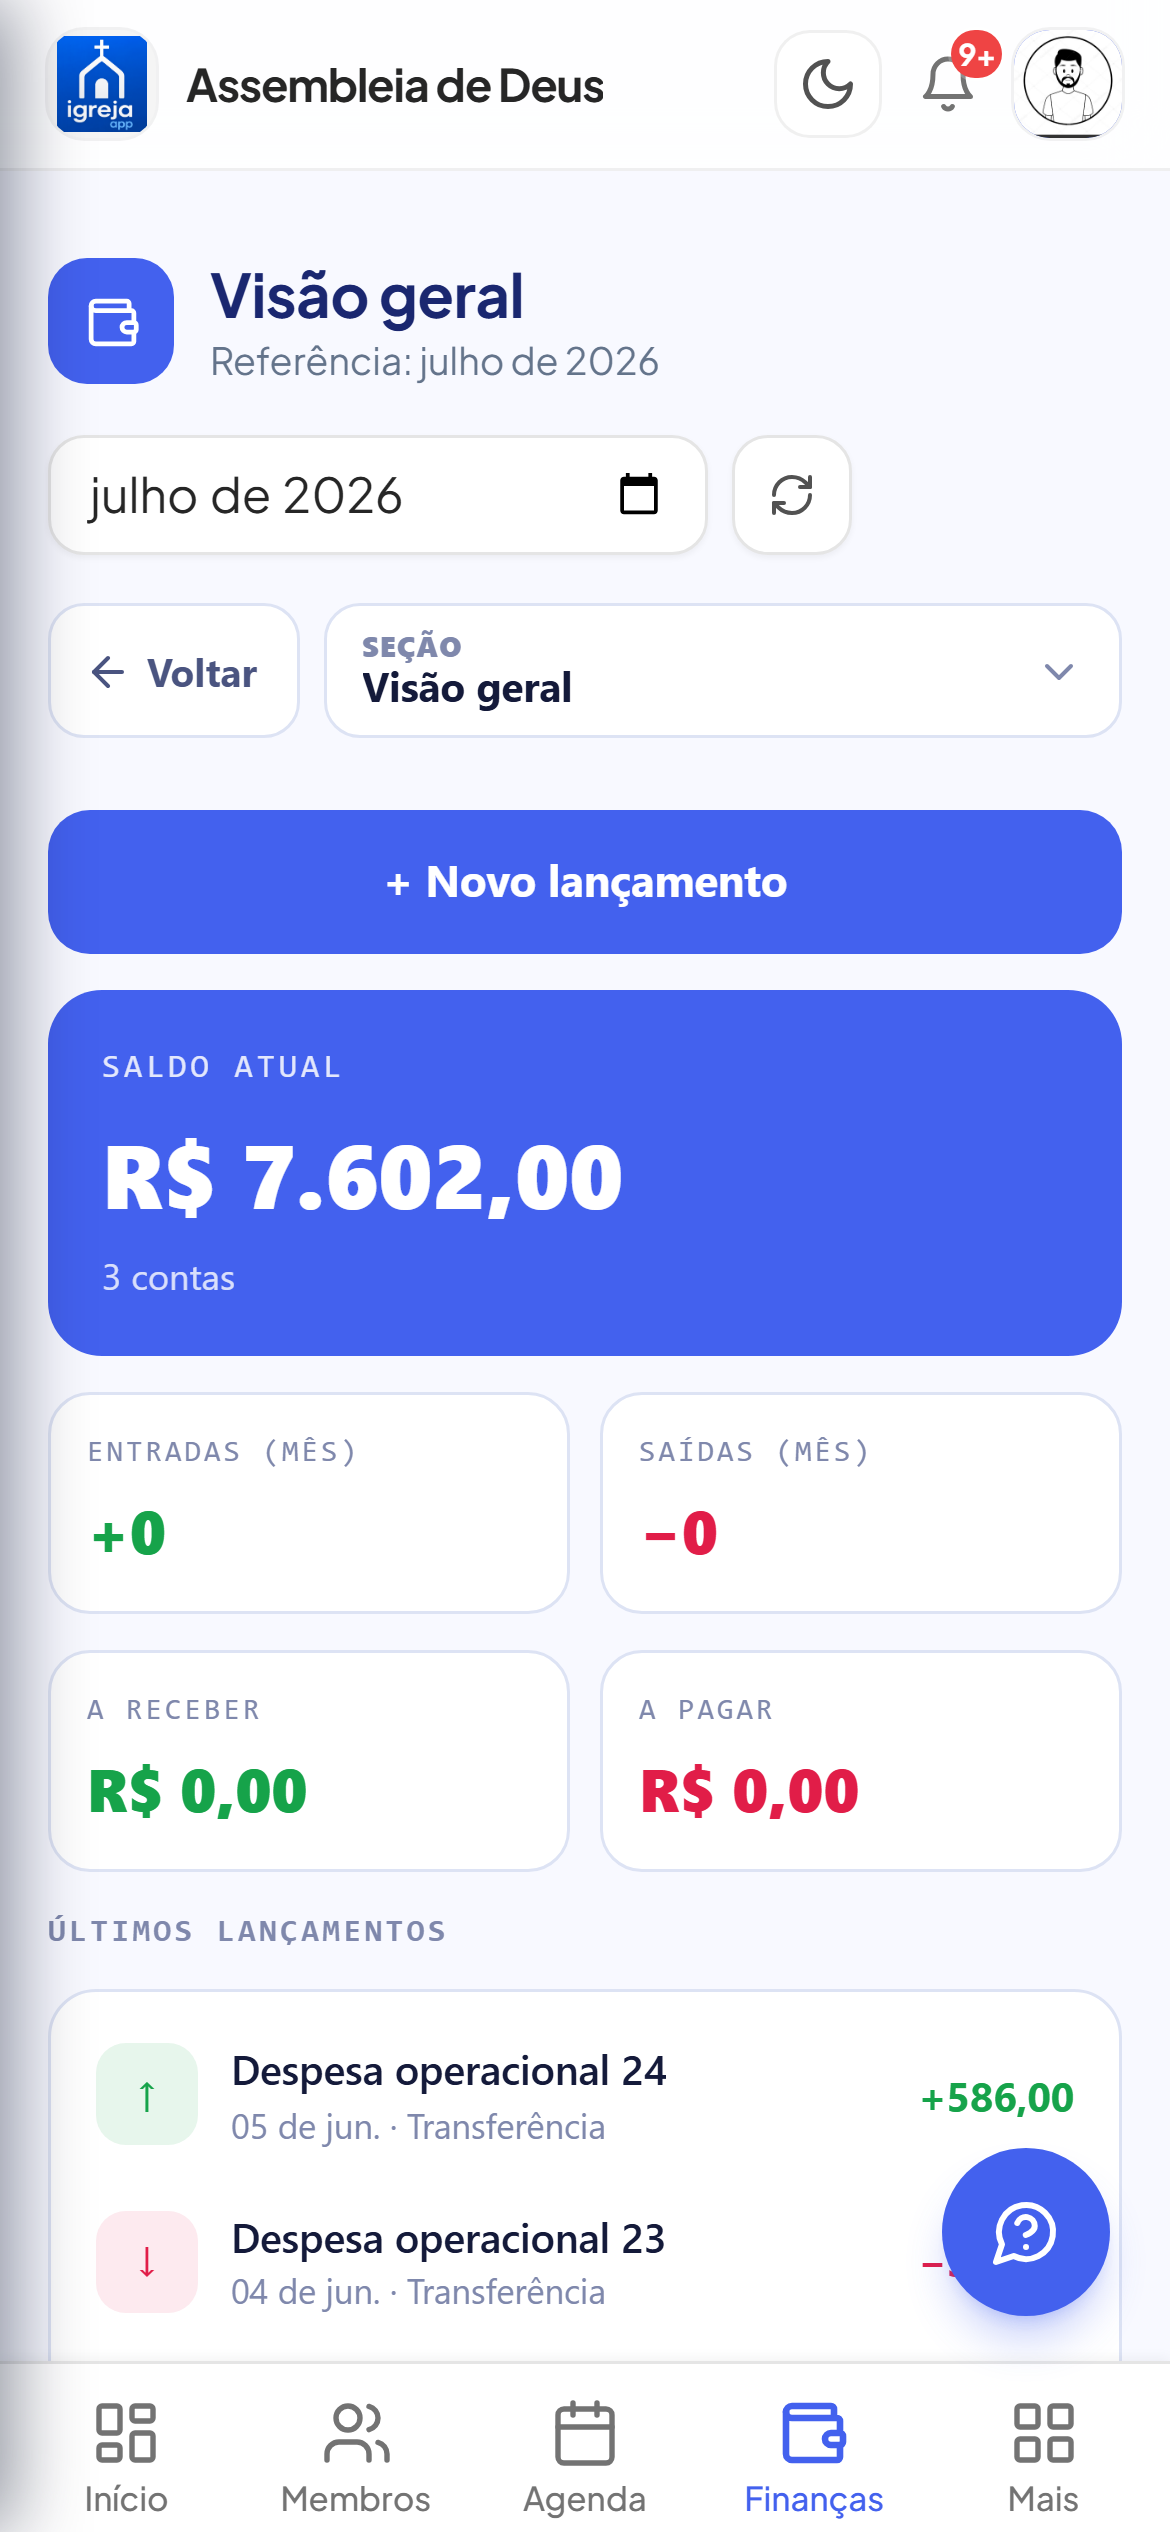 igreja
app
Assembleia de Deus
9+
Visão geral
Referência: julho de 2026
julho de 2026
← Voltar
SEÇÃO
Visão geral
+ Novo lançamento
SALDO ATUAL
R$ 7.602,00
3 contas
ENTRADAS (MÊS)
+0
SAÍDAS (MÊS)
−0
A RECEBER
R$ 0,00
A PAGAR
R$ 0,00
ÚLTIMOS LANÇAMENTOS
↑
Despesa operacional 24
+586,00
05 de jun. · Transferência
↓
Despesa operacional 23
04 de jun. · Transferência
Início
Membros
Agenda
Finanças
Mais